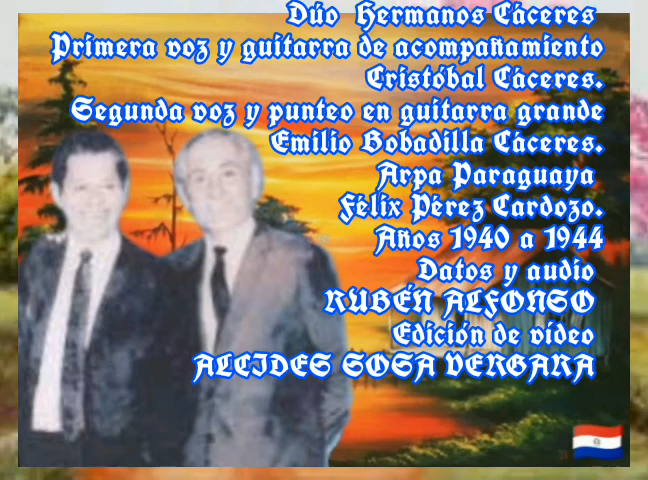 Dúo Hermanos Cáceres
Primera voz y guitarra de acompañamiento
Cristóbal Cáceres.
Segunda voz y punteo en guitarra grande
Emilio Bobadilla Cáceres.
Arpa Paraguaya
Félix Pérez Cardozo.
Años 1940 a 1944
Datos y audio
RUBÉN ALFONSO
Edición de vídeo
ALCIDES SOSA VERGARA